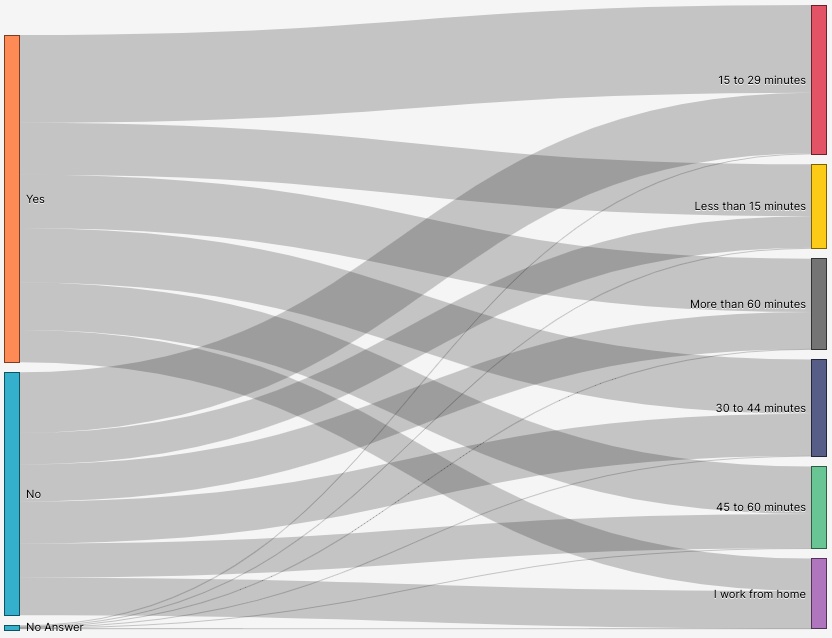 Yes
No
No Answer
15 to 29 minutes
Less than 15 minutes
More than 60 minutes
30 to 44 minutes
45 to 60 minutes
I work from home